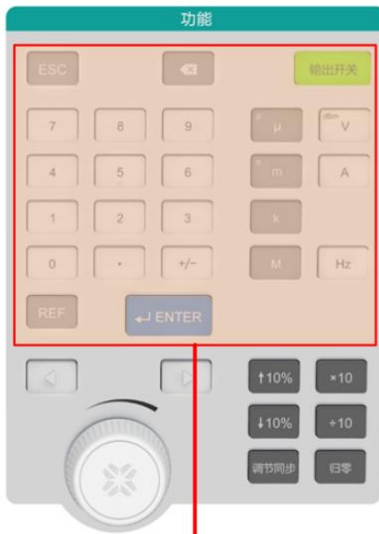 功能
ESC ⌫ 输出开关
7 8 9 μ dBm V
4 5 6 m A
1 2 3 k
0 · +/- M Hz
REF ↵ ENTER
◁ ▷ ↑10% ×10
↓10% ÷10
调节同步 归零